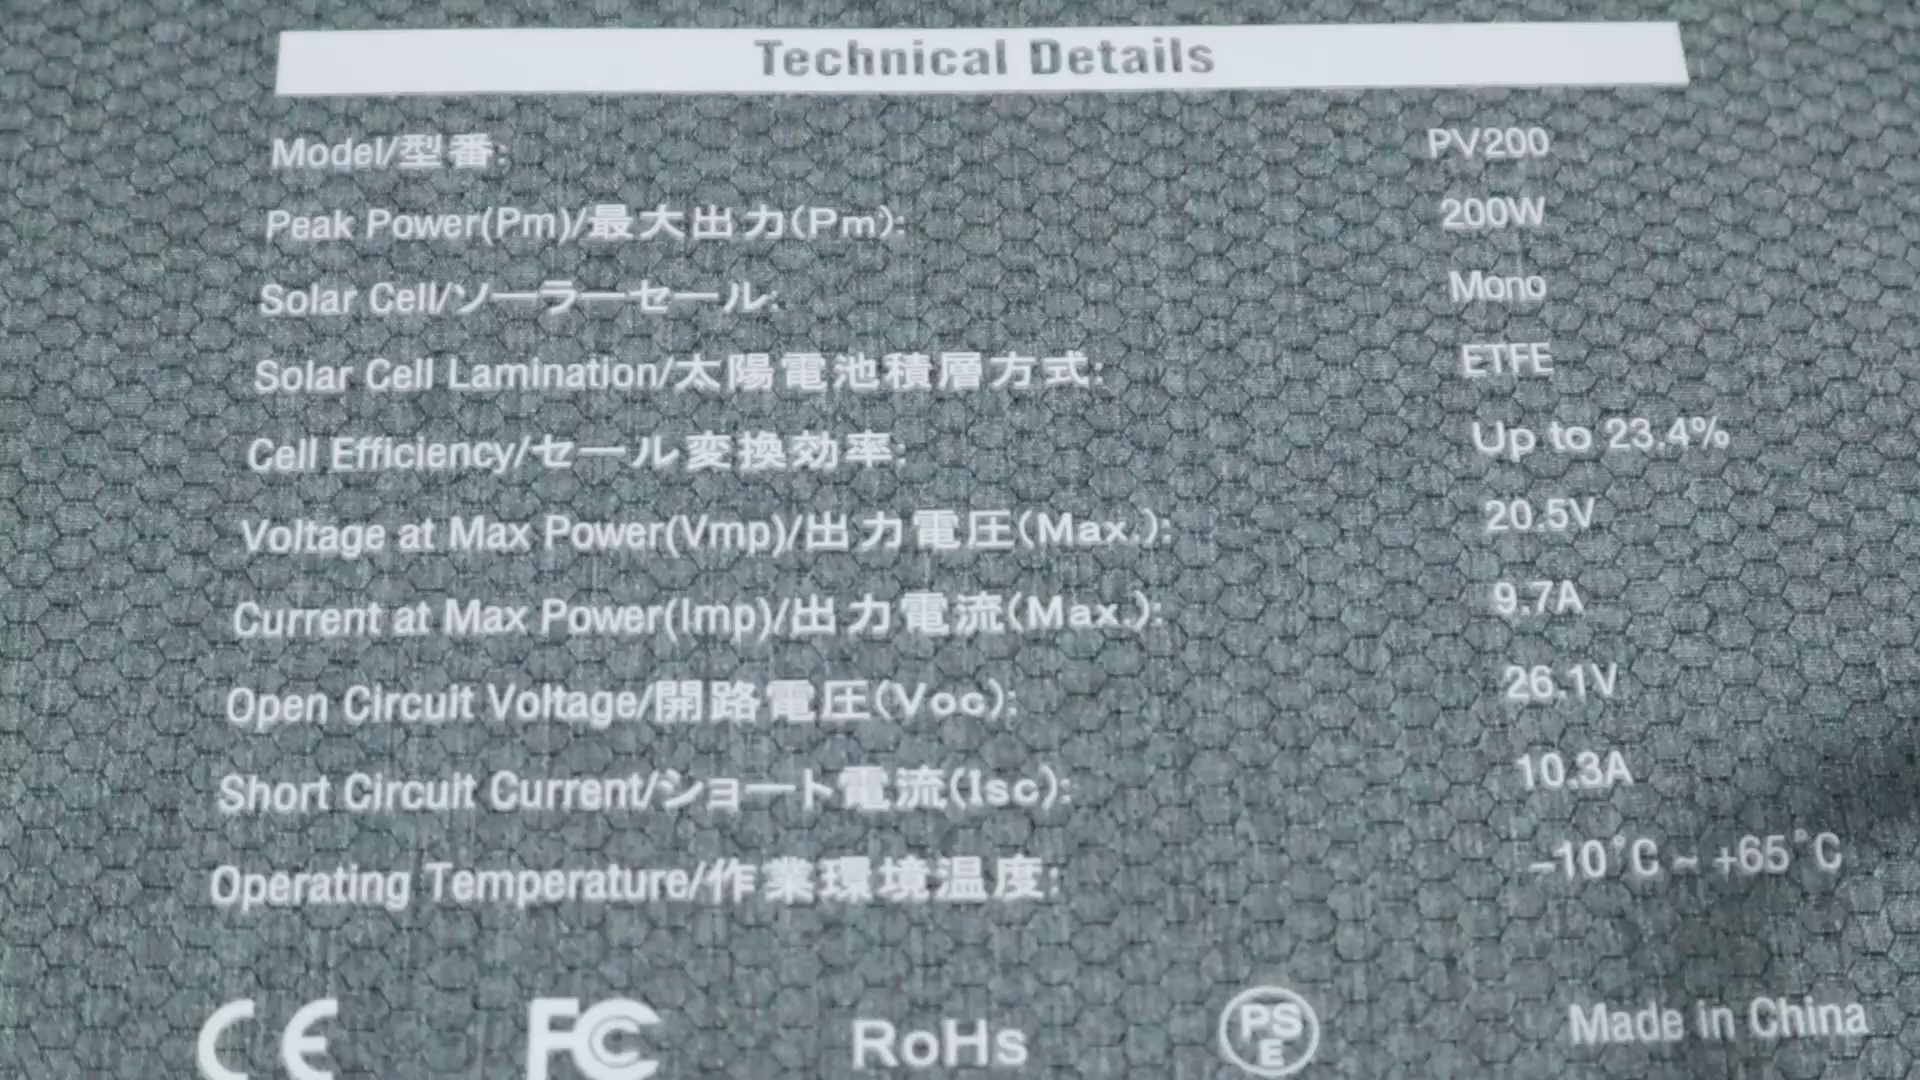 Technical Details
Model/型番: PV200
Peak Power(Pm)/最大出力(Pm): 200W
Solar Cell/ソーラーセール: Mono
Solar Cell Lamination/太陽電池積層方式: ETFE
Cell Efficiency/セール変換効率: Up to 23.4%
Voltage at Max Power(Vmp)/出力電圧(Max.): 20.5V
Current at Max Power(Imp)/出力電流(Max.): 9.7A
Open Circuit Voltage/開路電圧(Voc): 26.1V
Short Circuit Current/ショート電流(Isc): 10.3A
Operating Temperature/作業環境温度: -10°C ~ +65°C
CE FC RoHs PSE Made in China